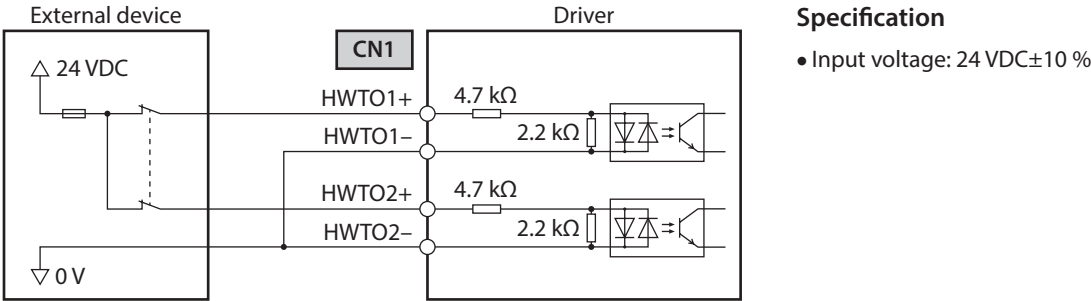 External device
Driver
Specification
CN1
• Input voltage: 24 VDC±10 %
24 VDC
HWTO1+
4.7 kΩ
HWTO1−
2.2 kΩ
HWTO2+
4.7 kΩ
HWTO2−
2.2 kΩ
0 V